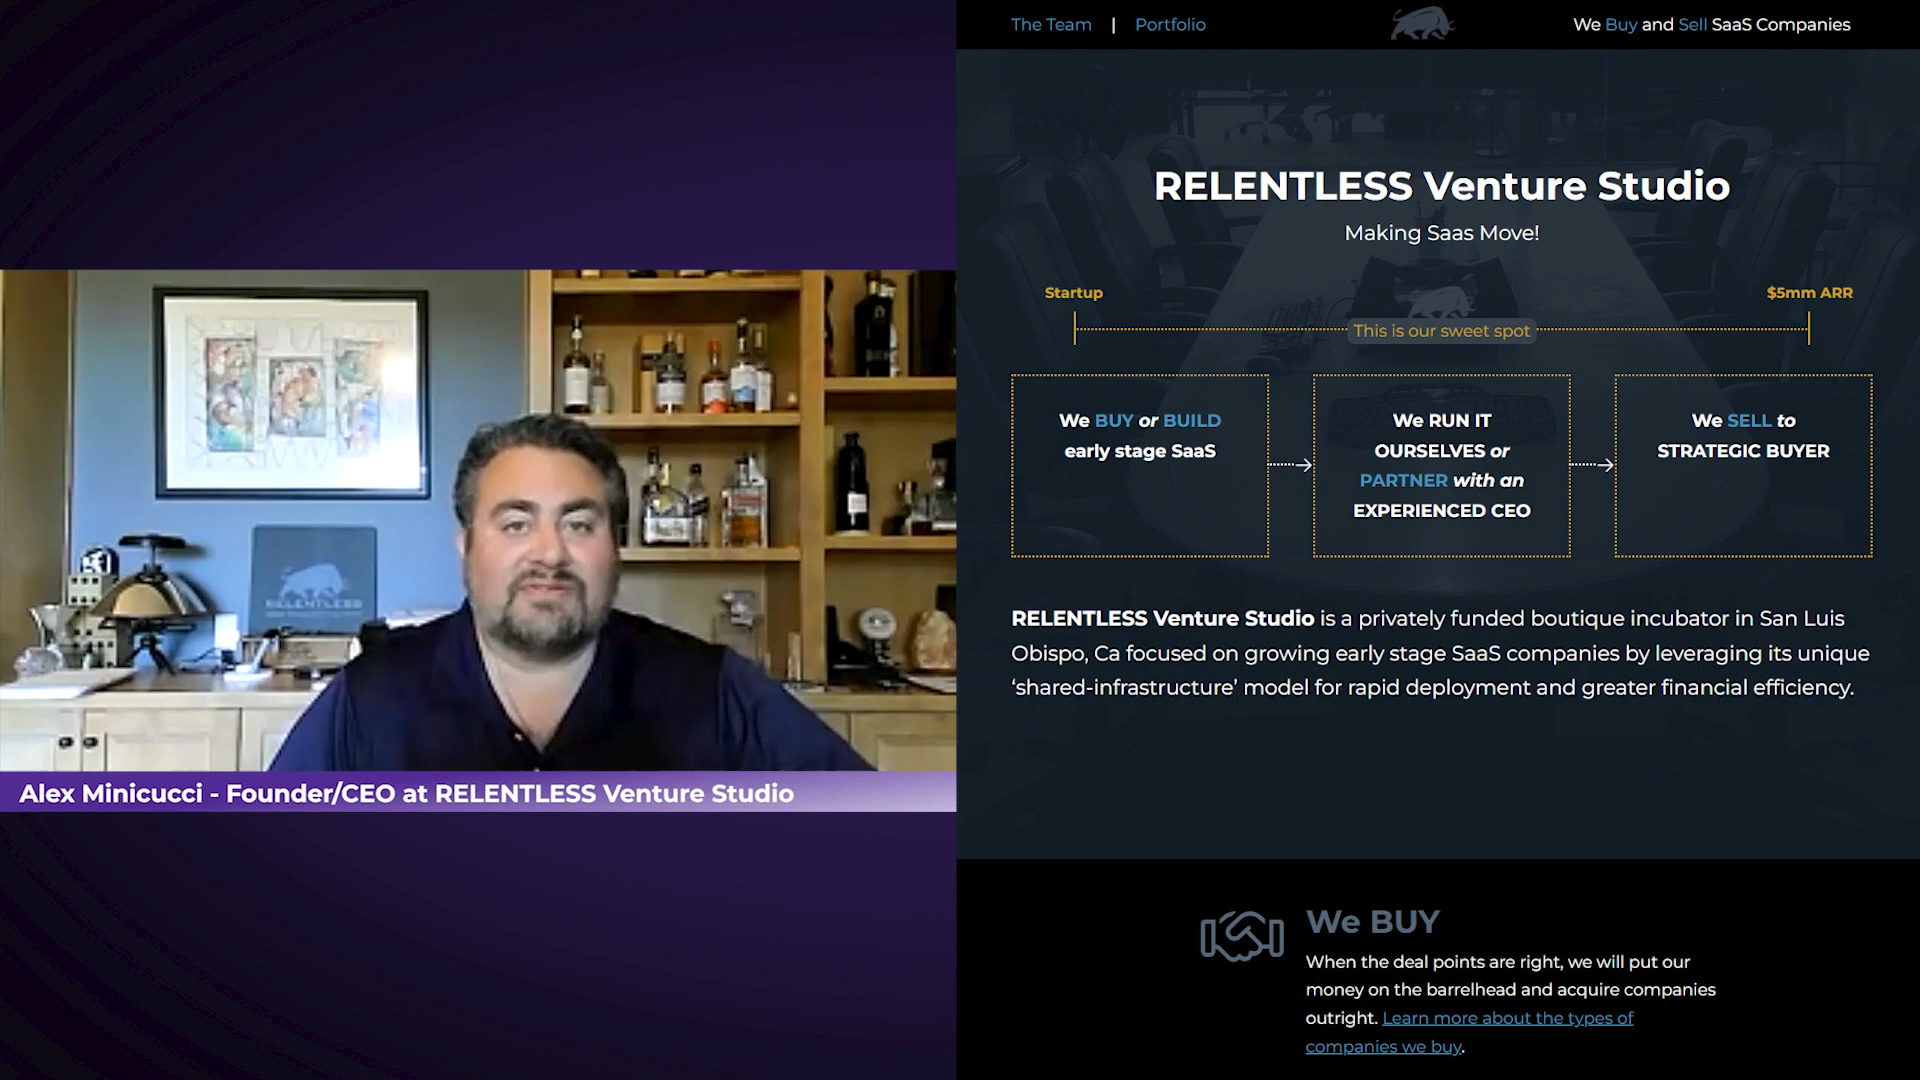 RELENTLESS
Alex Minicucci - Founder/CEO at RELENTLESS Venture Studio
The Team | Portfolio
We Buy and Sell SaaS Companies
RELENTLESS Venture Studio
Making Saas Move!
Startup
$5mm ARR
This is our sweet spot
We BUY or BUILD
early stage SaaS
We RUN IT
OURSELVES or
PARTNER with an
EXPERIENCED CEO
We SELL to
STRATEGIC BUYER
RELENTLESS Venture Studio is a privately funded boutique incubator in San Luis
Obispo, Ca focused on growing early stage SaaS companies by leveraging its unique
‘shared-infrastructure’ model for rapid deployment and greater financial efficiency.
We BUY
When the deal points are right, we will put our
money on the barrelhead and acquire companies
outright. Learn more about the types of
companies we buy.